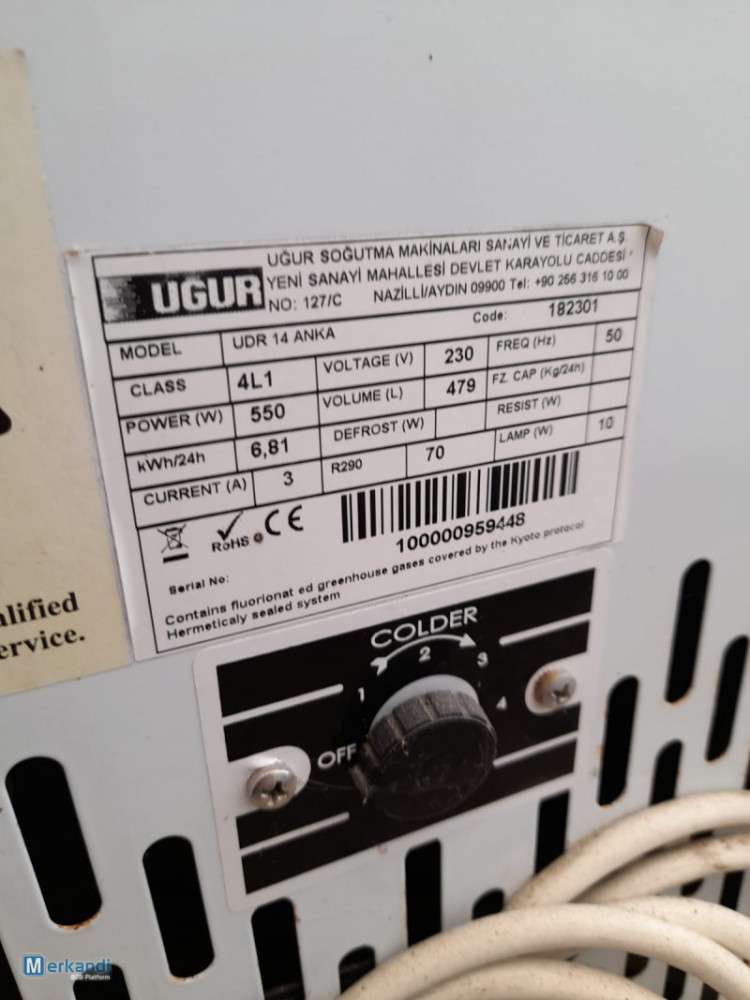 UĞUR SOĞUTMA MAKİNALARI SANAYİ VE TİCARET A.Ş.
UĞUR YENİ SANAYİ MAHALLESİ DEVLET KARAYOLU CADDESİ
NO: 127/C NAZİLLİ/AYDIN 09900 Tel: +90 256 316 10 00
Code: 182301
MODEL UDR 14 ANKA
CLASS 4L1 VOLTAGE (V) 230 FREQ (Hz) 50
POWER (W) 550 VOLUME (L) 479 FZ. CAP (Kg/24h)
kWh/24h 6,81 DEFROST (W) RESIST (W)
CURRENT (A) 3 R290 70 LAMP (W) 10
RoHS CE
100000959448
Serial No:
Contains fluorionat ed greenhouse gases covered by the Kyoto protocol
Hermeticaly sealed system
alified
ervice.
COLDER
OFF 1 2 3 4
Merkandi
B2B Platform